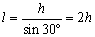 l = h / sin 30° = 2h